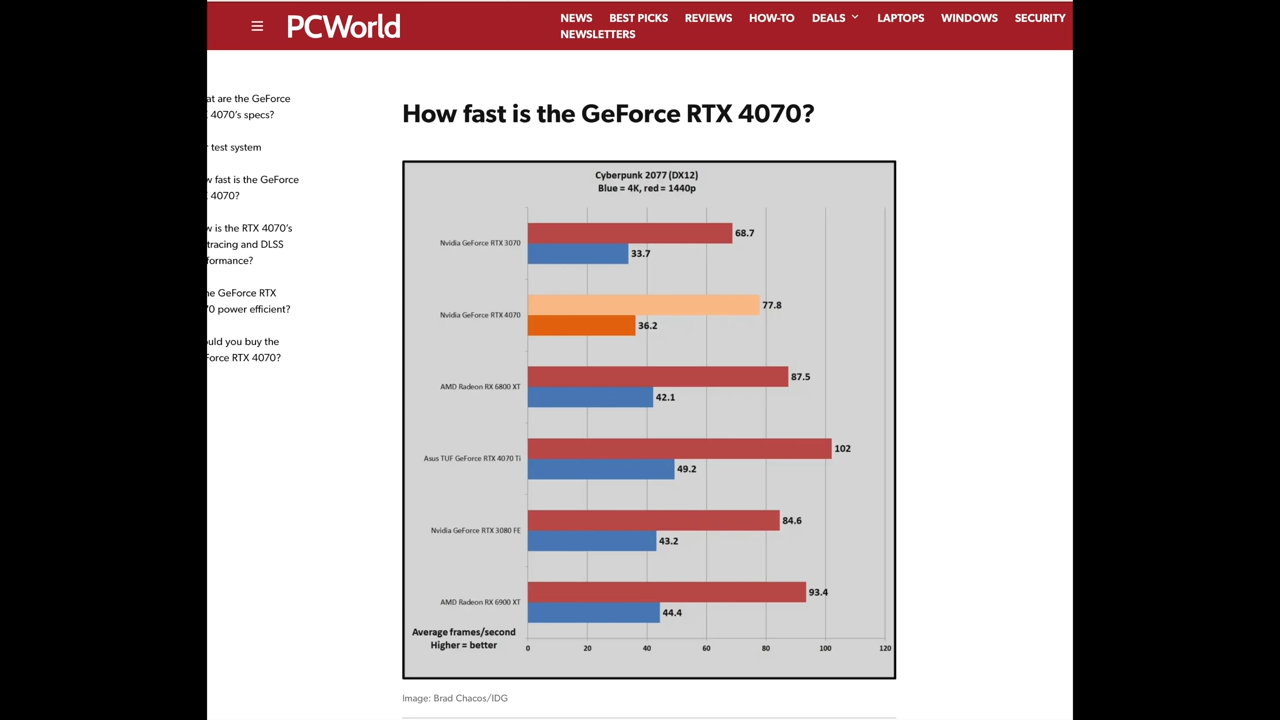 PCWorld
NEWS BEST PICKS REVIEWS HOW-TO DEALS LAPTOPS WINDOWS SECURITY
NEWSLETTERS
at are the GeForce
4070's specs?
test system
w fast is the GeForce
4070?
w is the RTX 4070's
tracing and DLSS
formance?
he GeForce RTX
70 power efficient?
ould you buy the
Force RTX 4070?
How fast is the GeForce RTX 4070?
Cyberpunk 2077 (DX12)
Blue = 4K, red = 1440p
Nvidia GeForce RTX 3070
68.7
33.7
Nvidia GeForce RTX 4070
77.8
36.2
AMD Radeon RX 6800 XT
87.5
42.1
Asus TUF GeForce RTX 4070 Ti
102
49.2
Nvidia GeForce RTX 3080 FE
84.6
43.2
AMD Radeon RX 6900 XT
93.4
44.4
Average frames/second
Higher = better
0 20 40 60 80 100 120
Image: Brad Chacos/IDG